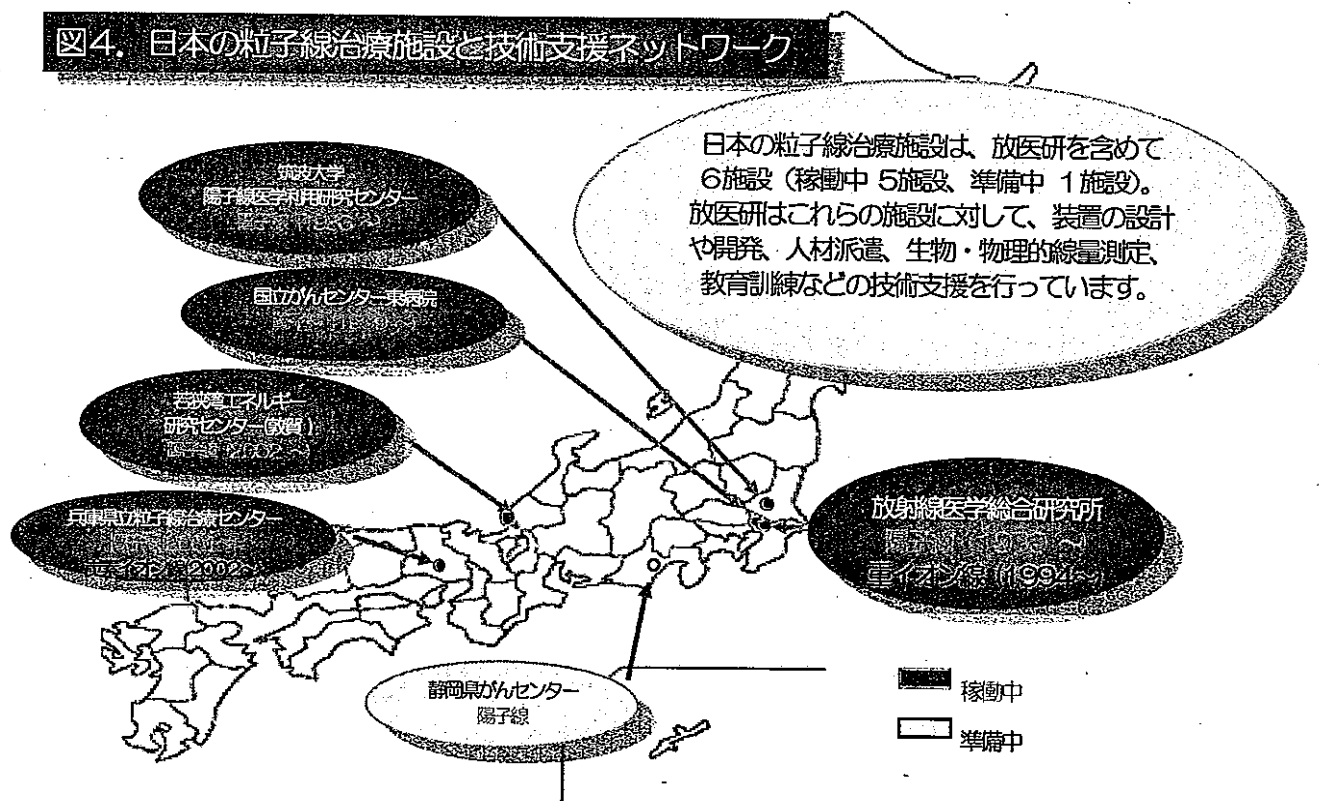 図4. 日本の粒子線治療施設と技術支援ネットワーク
日本の粒子線治療施設は、放医研を含めて
6施設（稼働中 5施設、準備中 1施設）。
放医研はこれらの施設に対して、装置の設計
や開発、人材派遣、生物・物理的線量測定、
教育訓練などの技術支援を行っています。
筑波大学
陽子線医学利用研究センター
国立がんセンター東病院
若狭湾エネルギー
研究センター(敦賀)
陽子線 (2002～)
兵庫県立粒子線治療センター
重イオン線 (2002～
放射線医学総合研究所
重イオン線 (1994～)
静岡県がんセンター
陽子線
稼働中
準備中